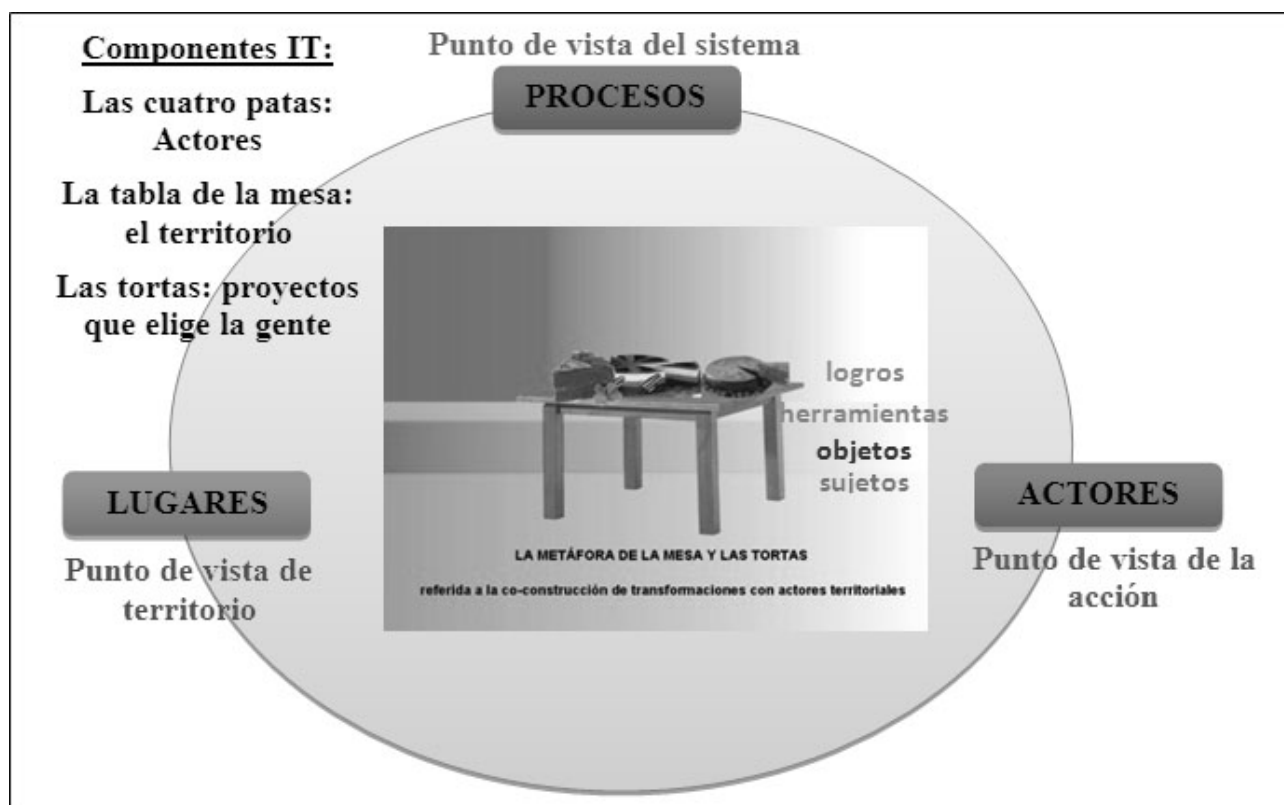 Componentes IT:
Las cuatro patas:
Actores
La tabla de la mesa:
el territorio
Las tortas: proyectos
que elige la gente
Punto de vista del sistema
PROCESOS
logros
herramientas
objetos
sujetos
LA METÁFORA DE LA MESA Y LAS TORTAS
referida a la co-construcción de transformaciones con actores territoriales
LUGARES
Punto de vista de
territorio
ACTORES
Punto de vista de la
acción